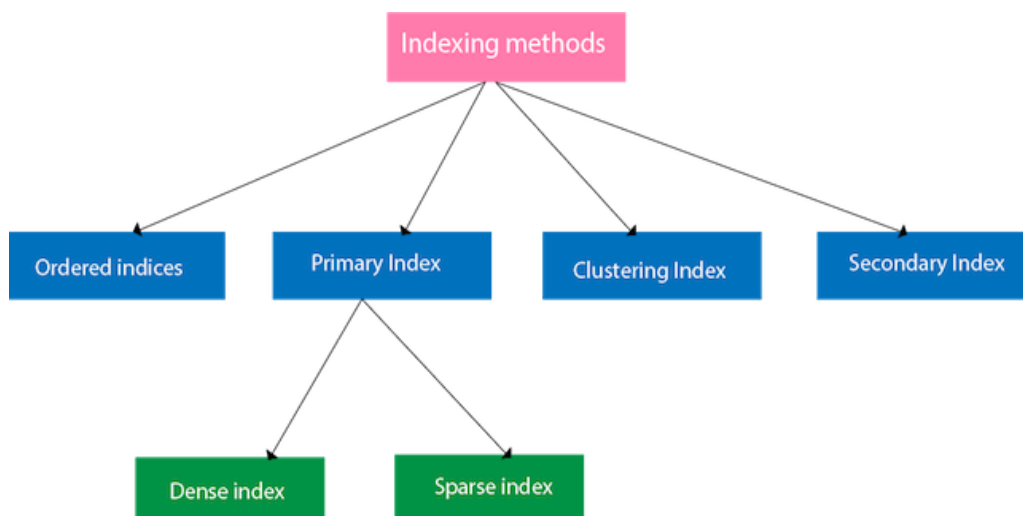 Indexing methods
Ordered indices
Primary Index
Clustering Index
Secondary Index
Dense index
Sparse index